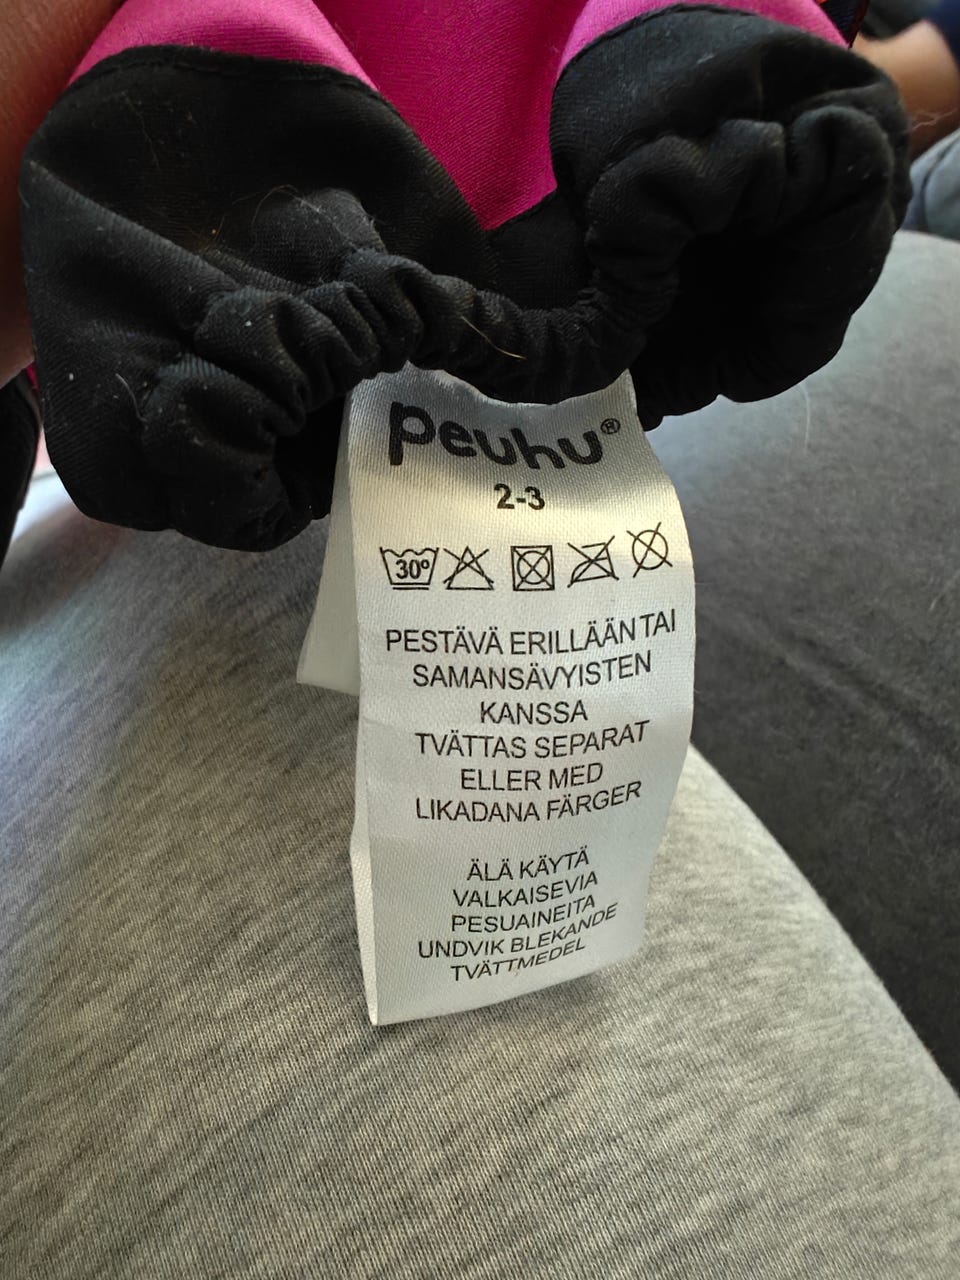 peuhu®
2-3
30°
PESTÄVÄ ERILLÄÄN TAI
SAMANSÄVYISTEN
KANSSA
TVÄTTAS SEPARAT
ELLER MED
LIKADANA FÄRGER
ÄLÄ KÄYTÄ
VALKAISEVIA
PESUAINEITA
UNDVIK BLEKANDE
TVÄTTMEDEL